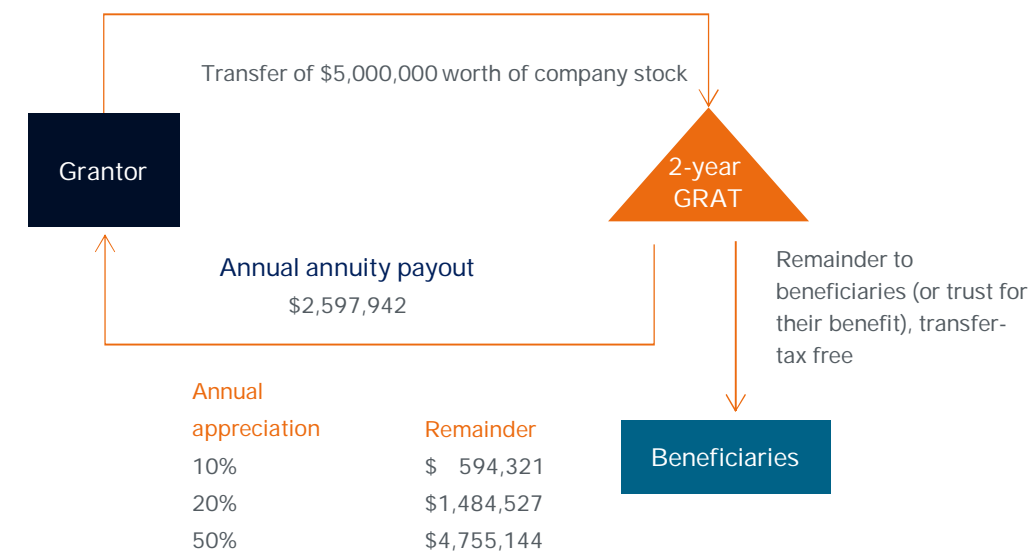 Transfer of $5,000,000 worth of company stock
Grantor
2-year
GRAT
Annual annuity payout
$2,597,942
Remainder to
beneficiaries (or trust for
their benefit), transfer-
tax free
Annual
appreciation Remainder
10% $ 594,321
20% $1,484,527
50% $4,755,144
Beneficiaries